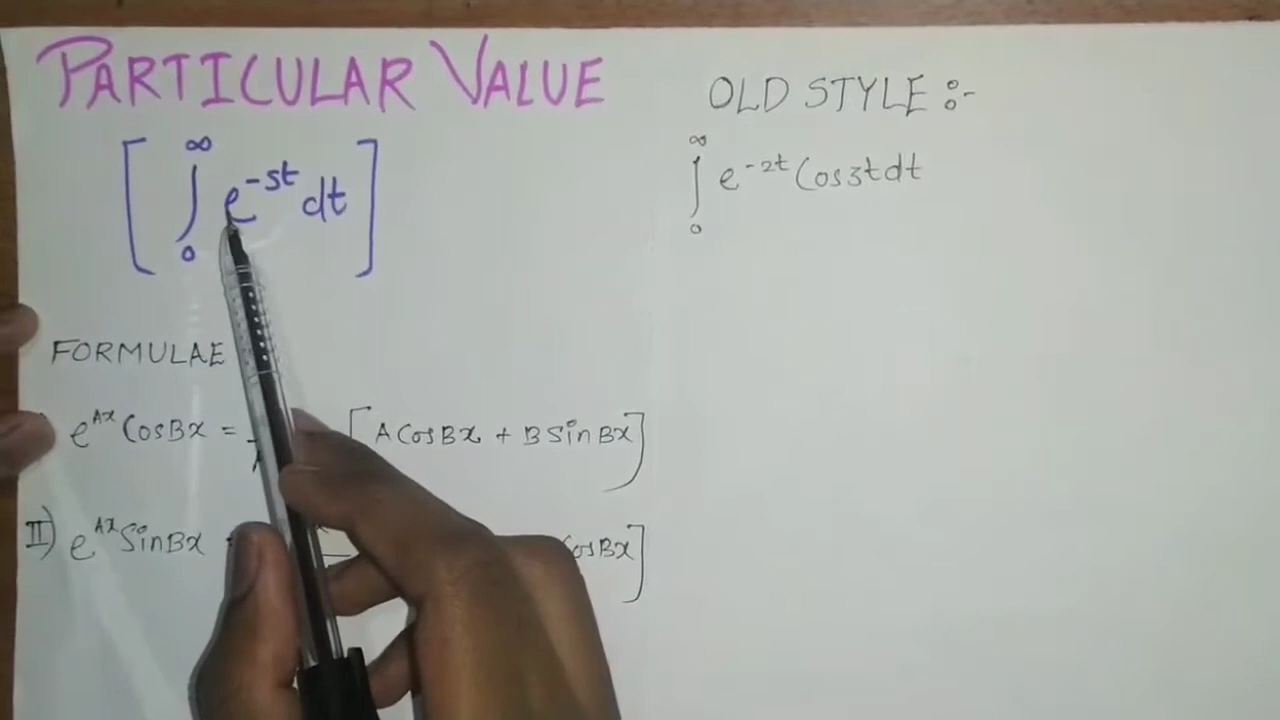 PARTICULAR VALUE
[ ∫₀^∞ e^-st dt ]
FORMULAE
e^Ax CosBx = [ A CosBx + B SinBx ]
II) e^Ax SinBx CosBx ]
OLD STYLE :-
∫₀^∞ e^-2t Cos3t dt